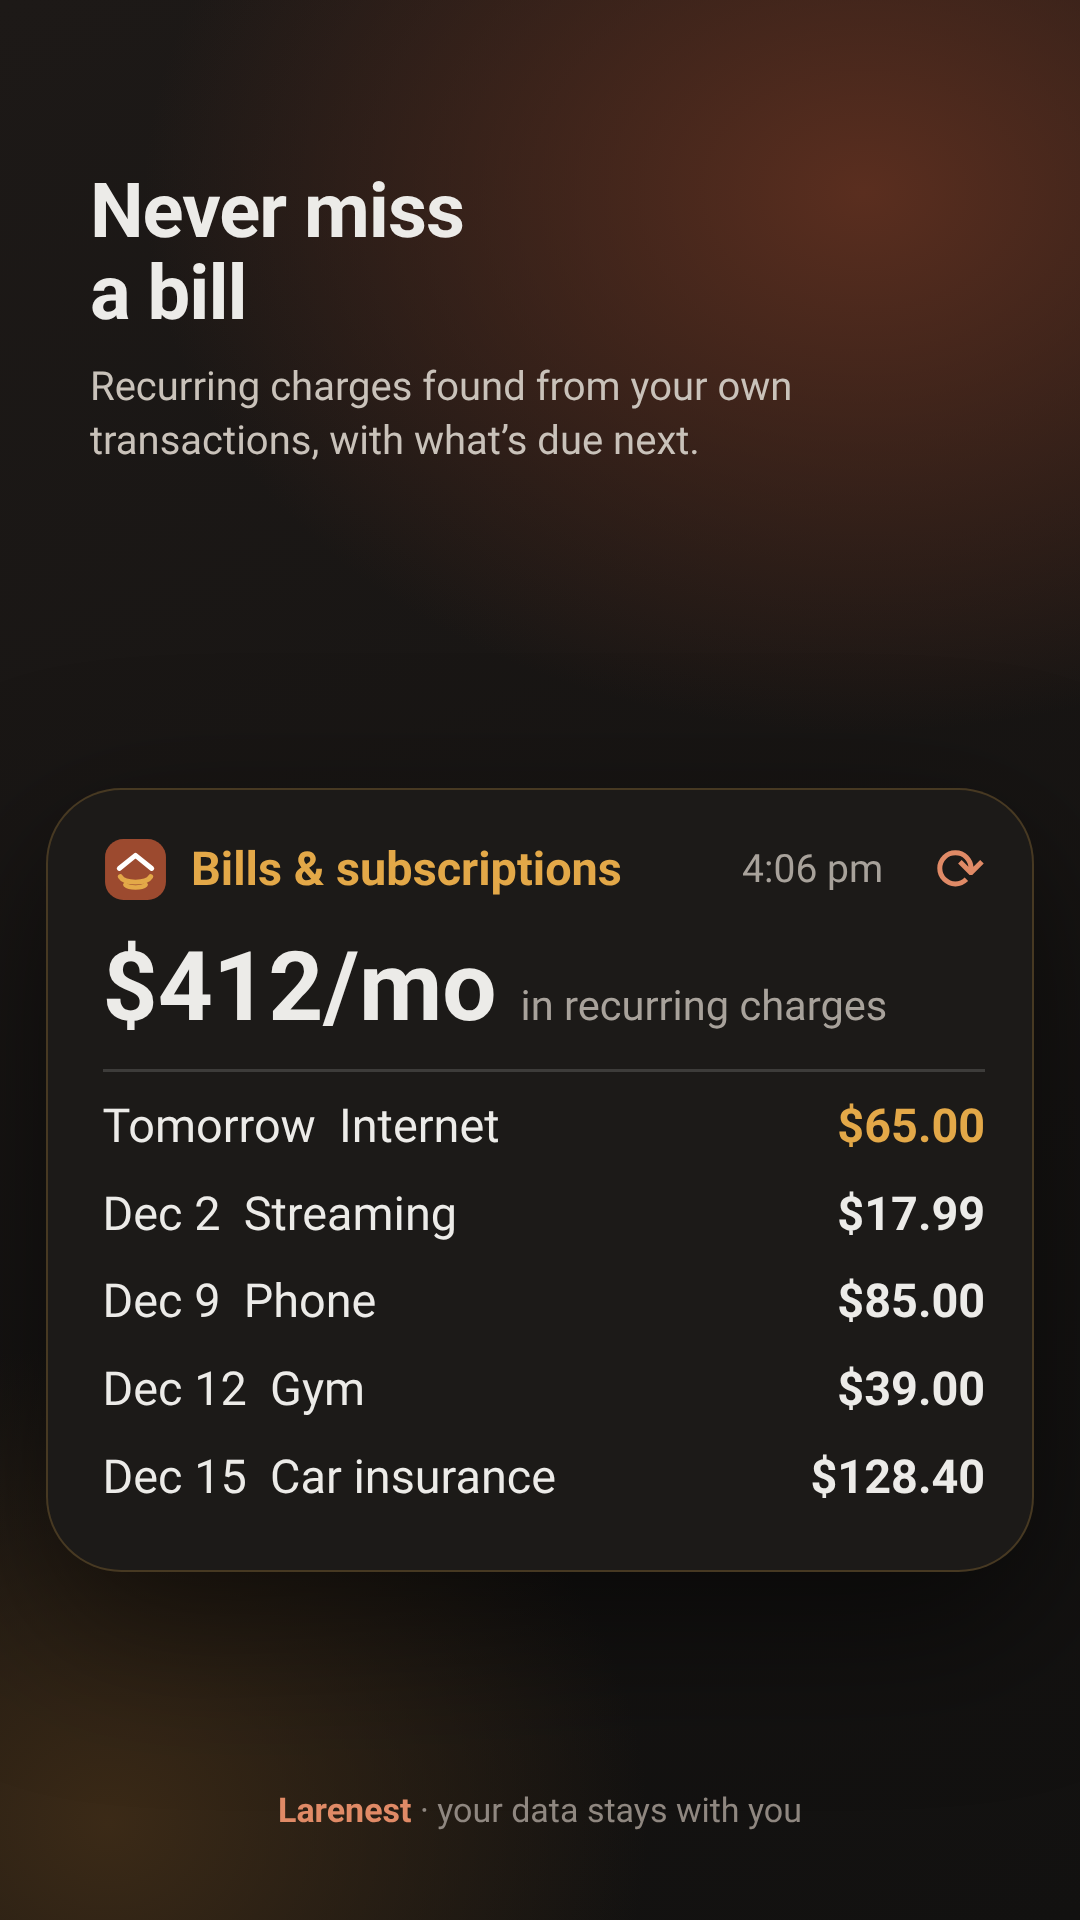 Never miss
a bill
Recurring charges found from your own
transactions, with what’s due next.
Bills & subscriptions 4:06 pm ⟳
$412/mo in recurring charges
Tomorrow Internet $65.00
Dec 2 Streaming $17.99
Dec 9 Phone $85.00
Dec 12 Gym $39.00
Dec 15 Car insurance $128.40
Larenest · your data stays with you